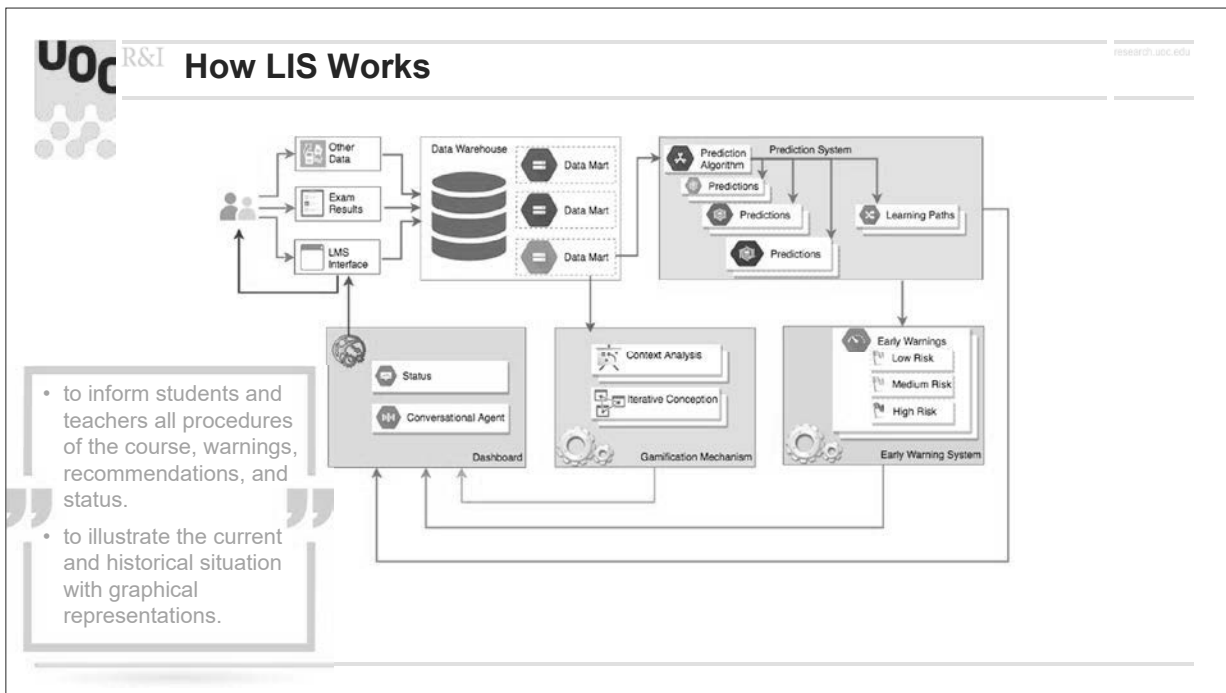 UOC
R&I
How LIS Works
research.uoc.edu
Other
Data
Exam
Results
LMS
Interface
Data Warehouse
Data Mart
Data Mart
Data Mart
Prediction System
Prediction
Algorithm
Predictions
Predictions
Predictions
Learning Paths
Status
Conversational Agent
Dashboard
Context Analysis
Iterative Conception
Gamification Mechanism
Early Warnings
Low Risk
Medium Risk
High Risk
Early Warning System
• to inform students and
teachers all procedures
of the course, warnings,
recommendations, and
status.
• to illustrate the current
and historical situation
with graphical
representations.